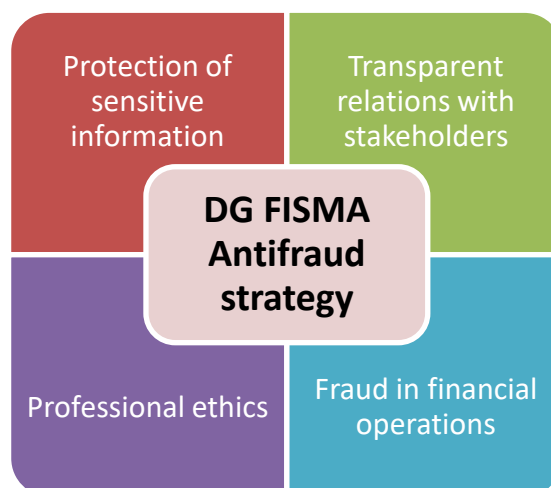 Protection of
sensitive
information
Transparent
relations with
stakeholders
DG FISMA
Antifraud
strategy
Professional ethics
Fraud in financial
operations